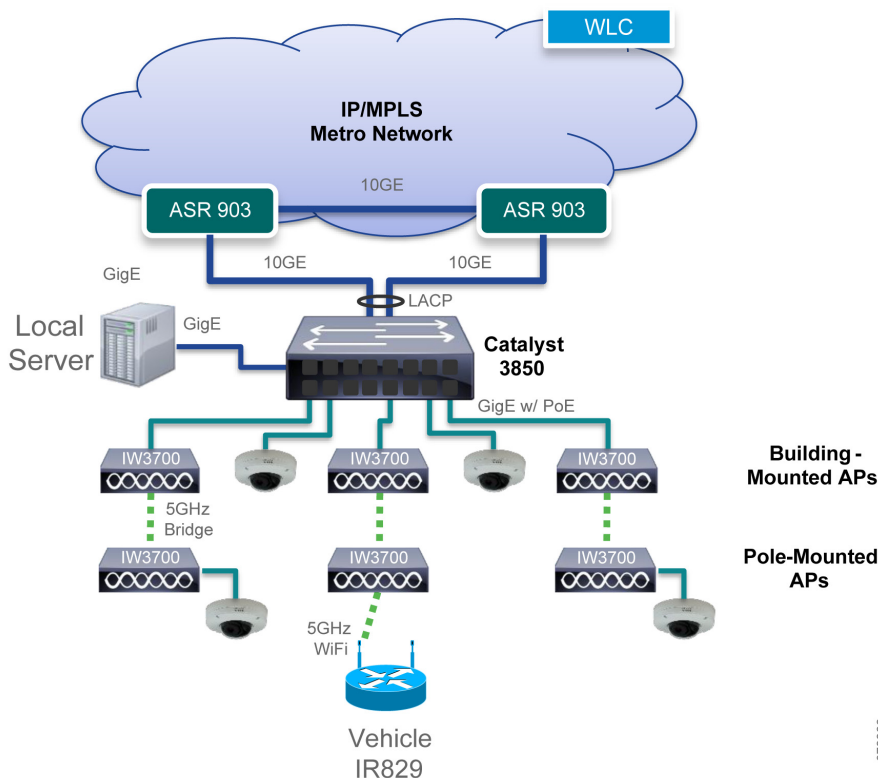 WLC
IP/MPLS
Metro Network
10GE
ASR 903
ASR 903
10GE
10GE
GigE
LACP
Local
Server
GigE
Catalyst
3850
GigE w/ PoE
IW3700
IW3700
IW3700
Building -
Mounted APs
5GHz
Bridge
IW3700
IW3700
IW3700
Pole-Mounted
APs
5GHz
WiFi
Vehicle
IR829